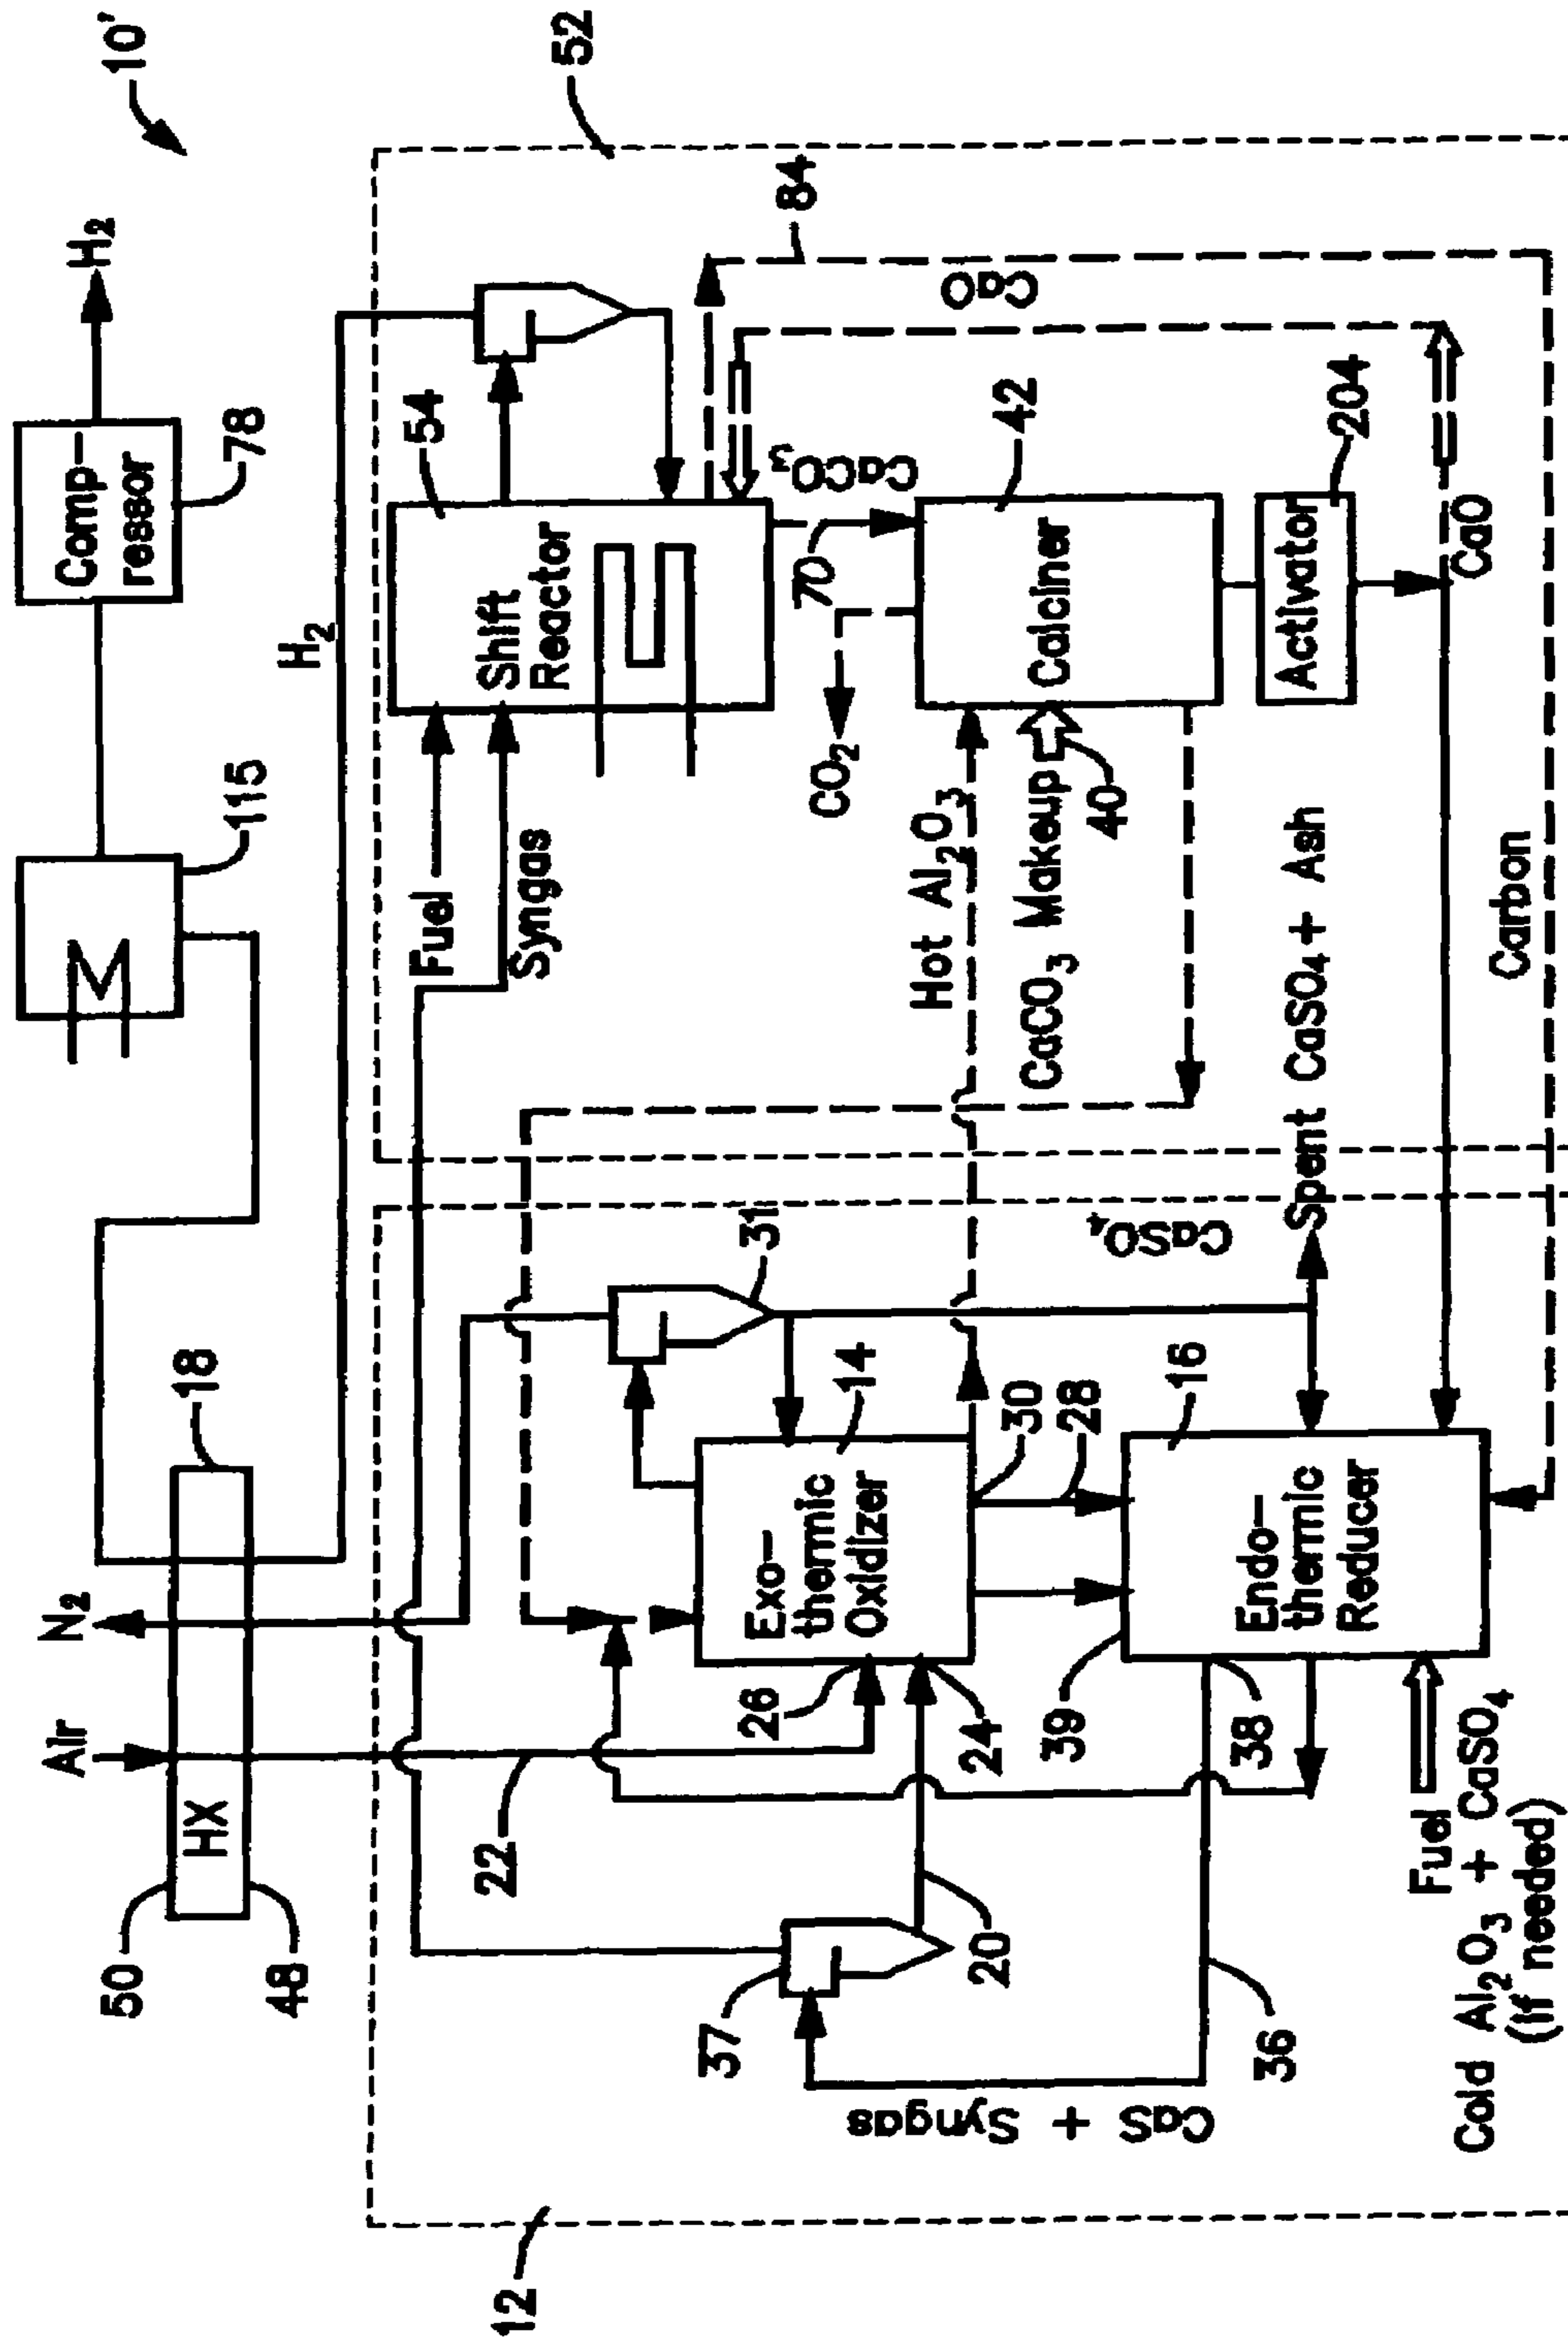 10'
Comp-
ressor
78
H₂
115
H₂
18
HX
50
48
Air
N₂
12
52
54
Shift
Reactor
Fuel
Syngas
84
CaO
CaCO₃
70
CO₂
42
Calciner
Hot Al₂O₃
CaCO₃ Makeup
40
Activator
204
CaO
Spent CaSO₄ + Ash
Carbon
31
CaSO₄
14
Exo-
thermic
Oxidizer
26
24
22
20
30
28
16
Endo-
thermic
Reducer
39
38
37
36
CaS + Syngas
Fuel
Cold Al₂O₃ + CaSO₄
(if needed)